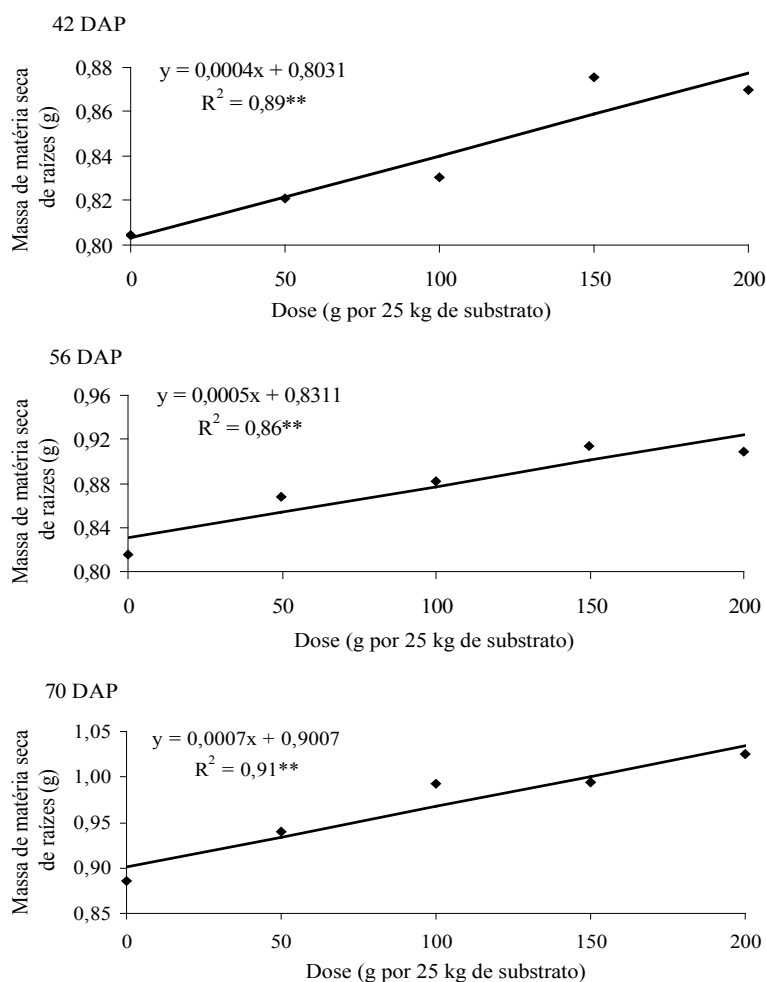 42 DAP
y = 0,0004x + 0,8031
R² = 0,89**
Massa de matéria seca
de raízes (g)
0,88
0,86
0,84
0,82
0,80
0 50 100 150 200
Dose (g por 25 kg de substrato)
56 DAP
y = 0,0005x + 0,8311
R² = 0,86**
Massa de matéria seca
de raízes (g)
0,96
0,92
0,88
0,84
0,80
0 50 100 150 200
Dose (g por 25 kg de substrato)
70 DAP
y = 0,0007x + 0,9007
R² = 0,91**
Massa de matéria seca
de raízes (g)
1,05
1,00
0,95
0,90
0,85
0 50 100 150 200
Dose (g por 25 kg de substrato)